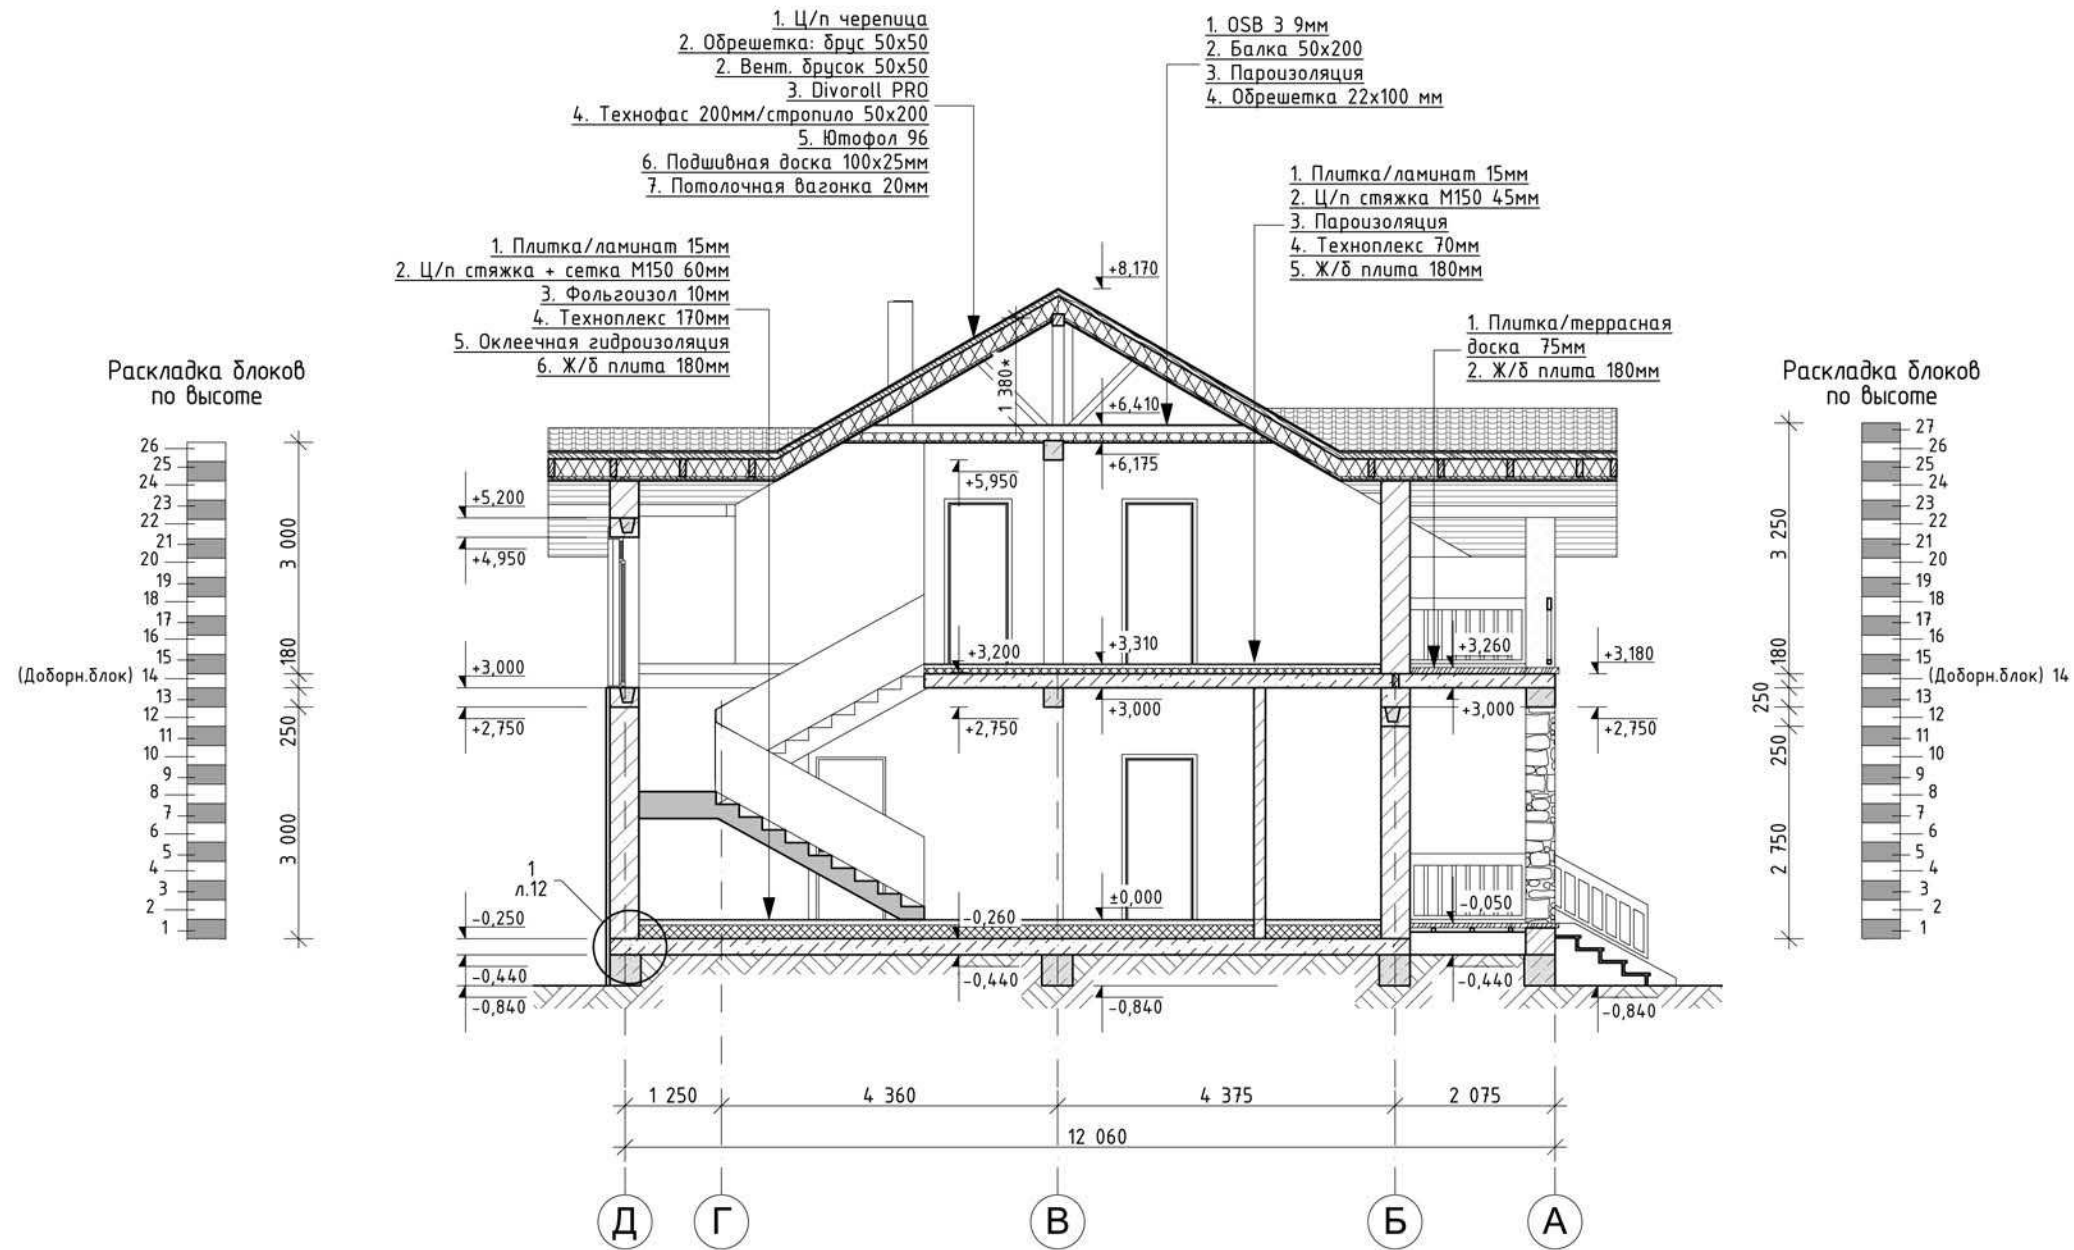 1. Ц/п черепица
2. Обрешетка: брус 50х50
2. Вент. брусок 50х50
3. Divoroll PRO
4. Технофас 200мм/стропило 50х200
5. Ютофол 96
6. Подшивная доска 100х25мм
7. Потолочная вагонка 20мм
1. OSB 3 9мм
2. Балка 50х200
3. Пароизоляция
4. Обрешетка 22х100 мм
1. Плитка/ламинат 15мм
2. Ц/п стяжка М150 45мм
3. Пароизоляция
4. Техноплекс 70мм
5. Ж/б плита 180мм
1. Плитка/ламинат 15мм
2. Ц/п стяжка + сетка М150 60мм
3. Фольгоизол 10мм
4. Техноплекс 170мм
5. Оклеечная гидроизоляция
6. Ж/б плита 180мм
1. Плитка/террасная
доска 75мм
2. Ж/б плита 180мм
Раскладка блоков
по высоте
26
25
24
23
22
21
20
19
18
17
16
15
(Доборн.блок) 14
13
12
11
10
9
8
7
6
5
4
3
2
1
3 000
180
250
3 000
+5,200
+4,950
+3,000
+2,750
1
л.12
-0,250
-0,440
-0,840
+8,170
1 380*
+6,410
+6,175
+5,950
+3,200
+3,310
+3,260
+3,180
+2,750
+3,000
+3,000
+2,750
±0,000
-0,260
-0,050
-0,440
-0,440
-0,840
-0,840
Раскладка блоков
по высоте
27
26
25
24
23
22
21
20
19
18
17
16
15
(Доборн.блок) 14
13
12
11
10
9
8
7
6
5
4
3
2
1
3 250
180
250
250
2 750
1 250
4 360
4 375
2 075
12 060
Д
Г
В
Б
А